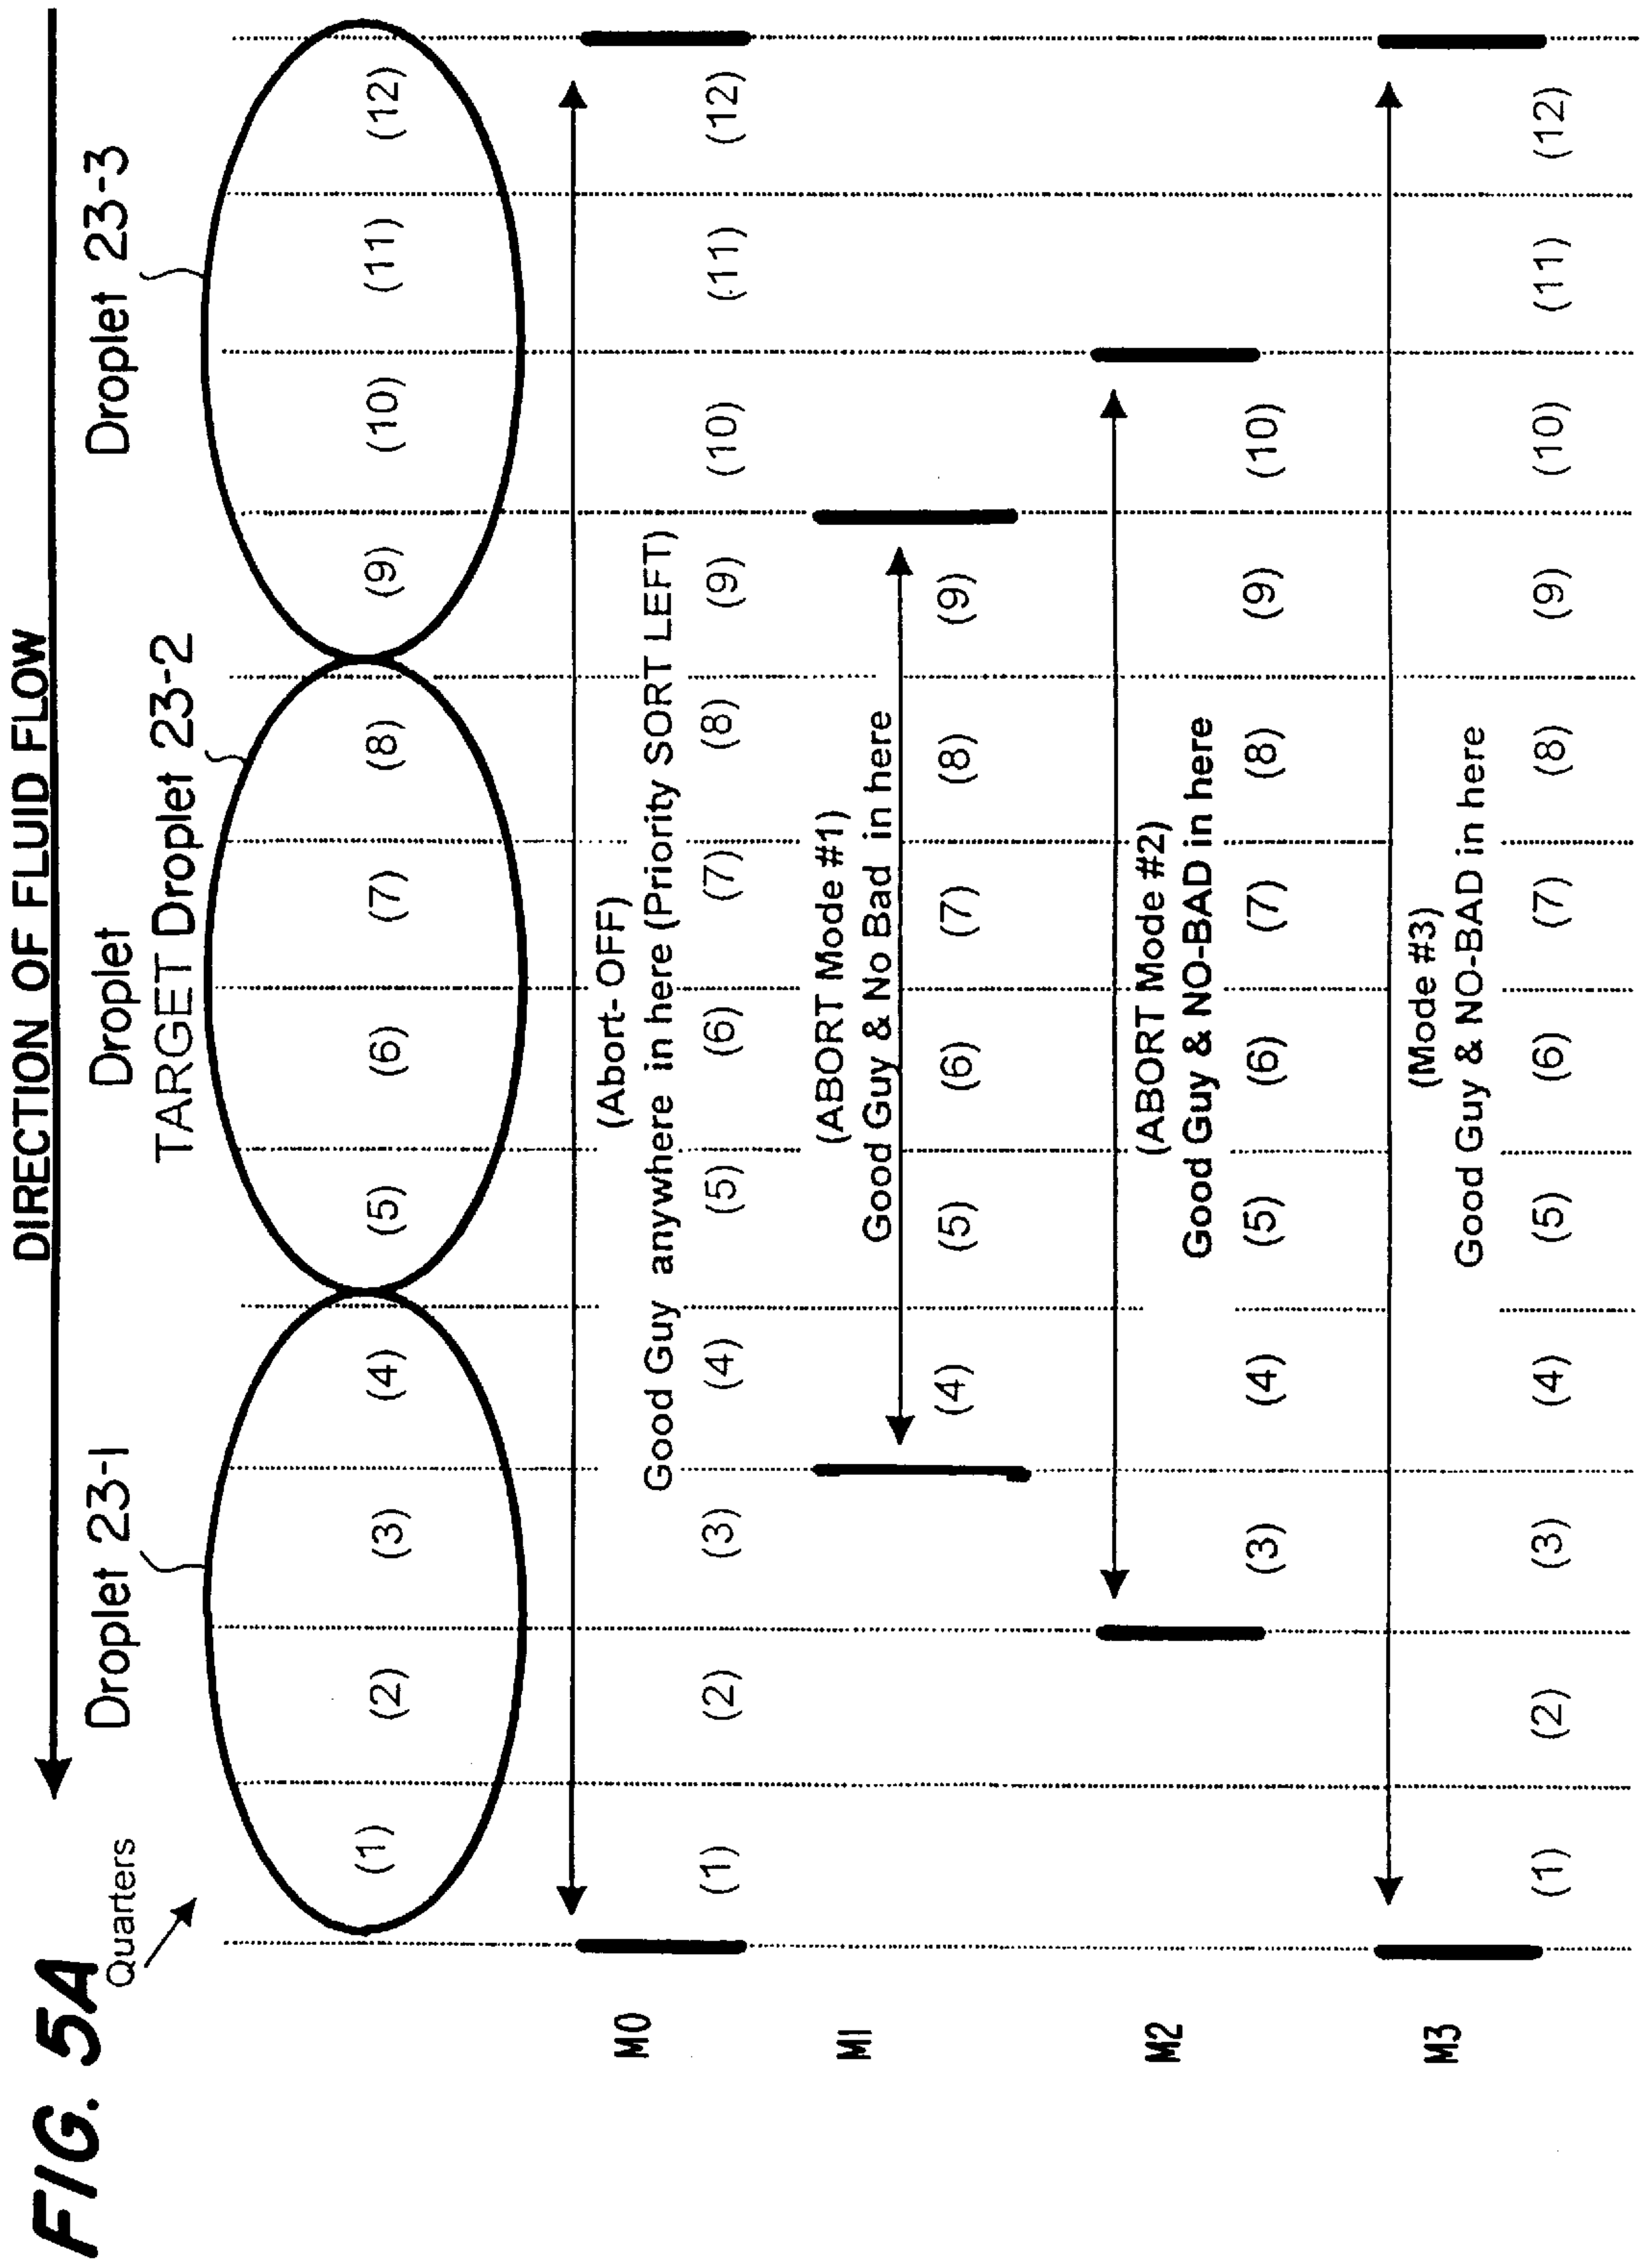 FIG. 5A
DIRECTION OF FLUID FLOW
Quarters
Droplet 23-1
Droplet
TARGET Droplet 23-2
Droplet 23-3
(1) (2) (3) (4) (5) (6) (7) (8) (9) (10) (11) (12)
M0
(Abort-OFF)
Good Guy anywhere in here (Priority SORT LEFT)
(1) (2) (3) (4) (5) (6) (7) (8) (9) (10) (11) (12)
M1
(ABORT Mode #1)
Good Guy & No Bad in here
(4) (5) (6) (7) (8) (9)
M2
(ABORT Mode #2)
Good Guy & NO-BAD in here
(3) (4) (5) (6) (7) (8) (9) (10)
M3
(Mode #3)
Good Guy & NO-BAD in here
(1) (2) (3) (4) (5) (6) (7) (8) (9) (10) (11) (12)